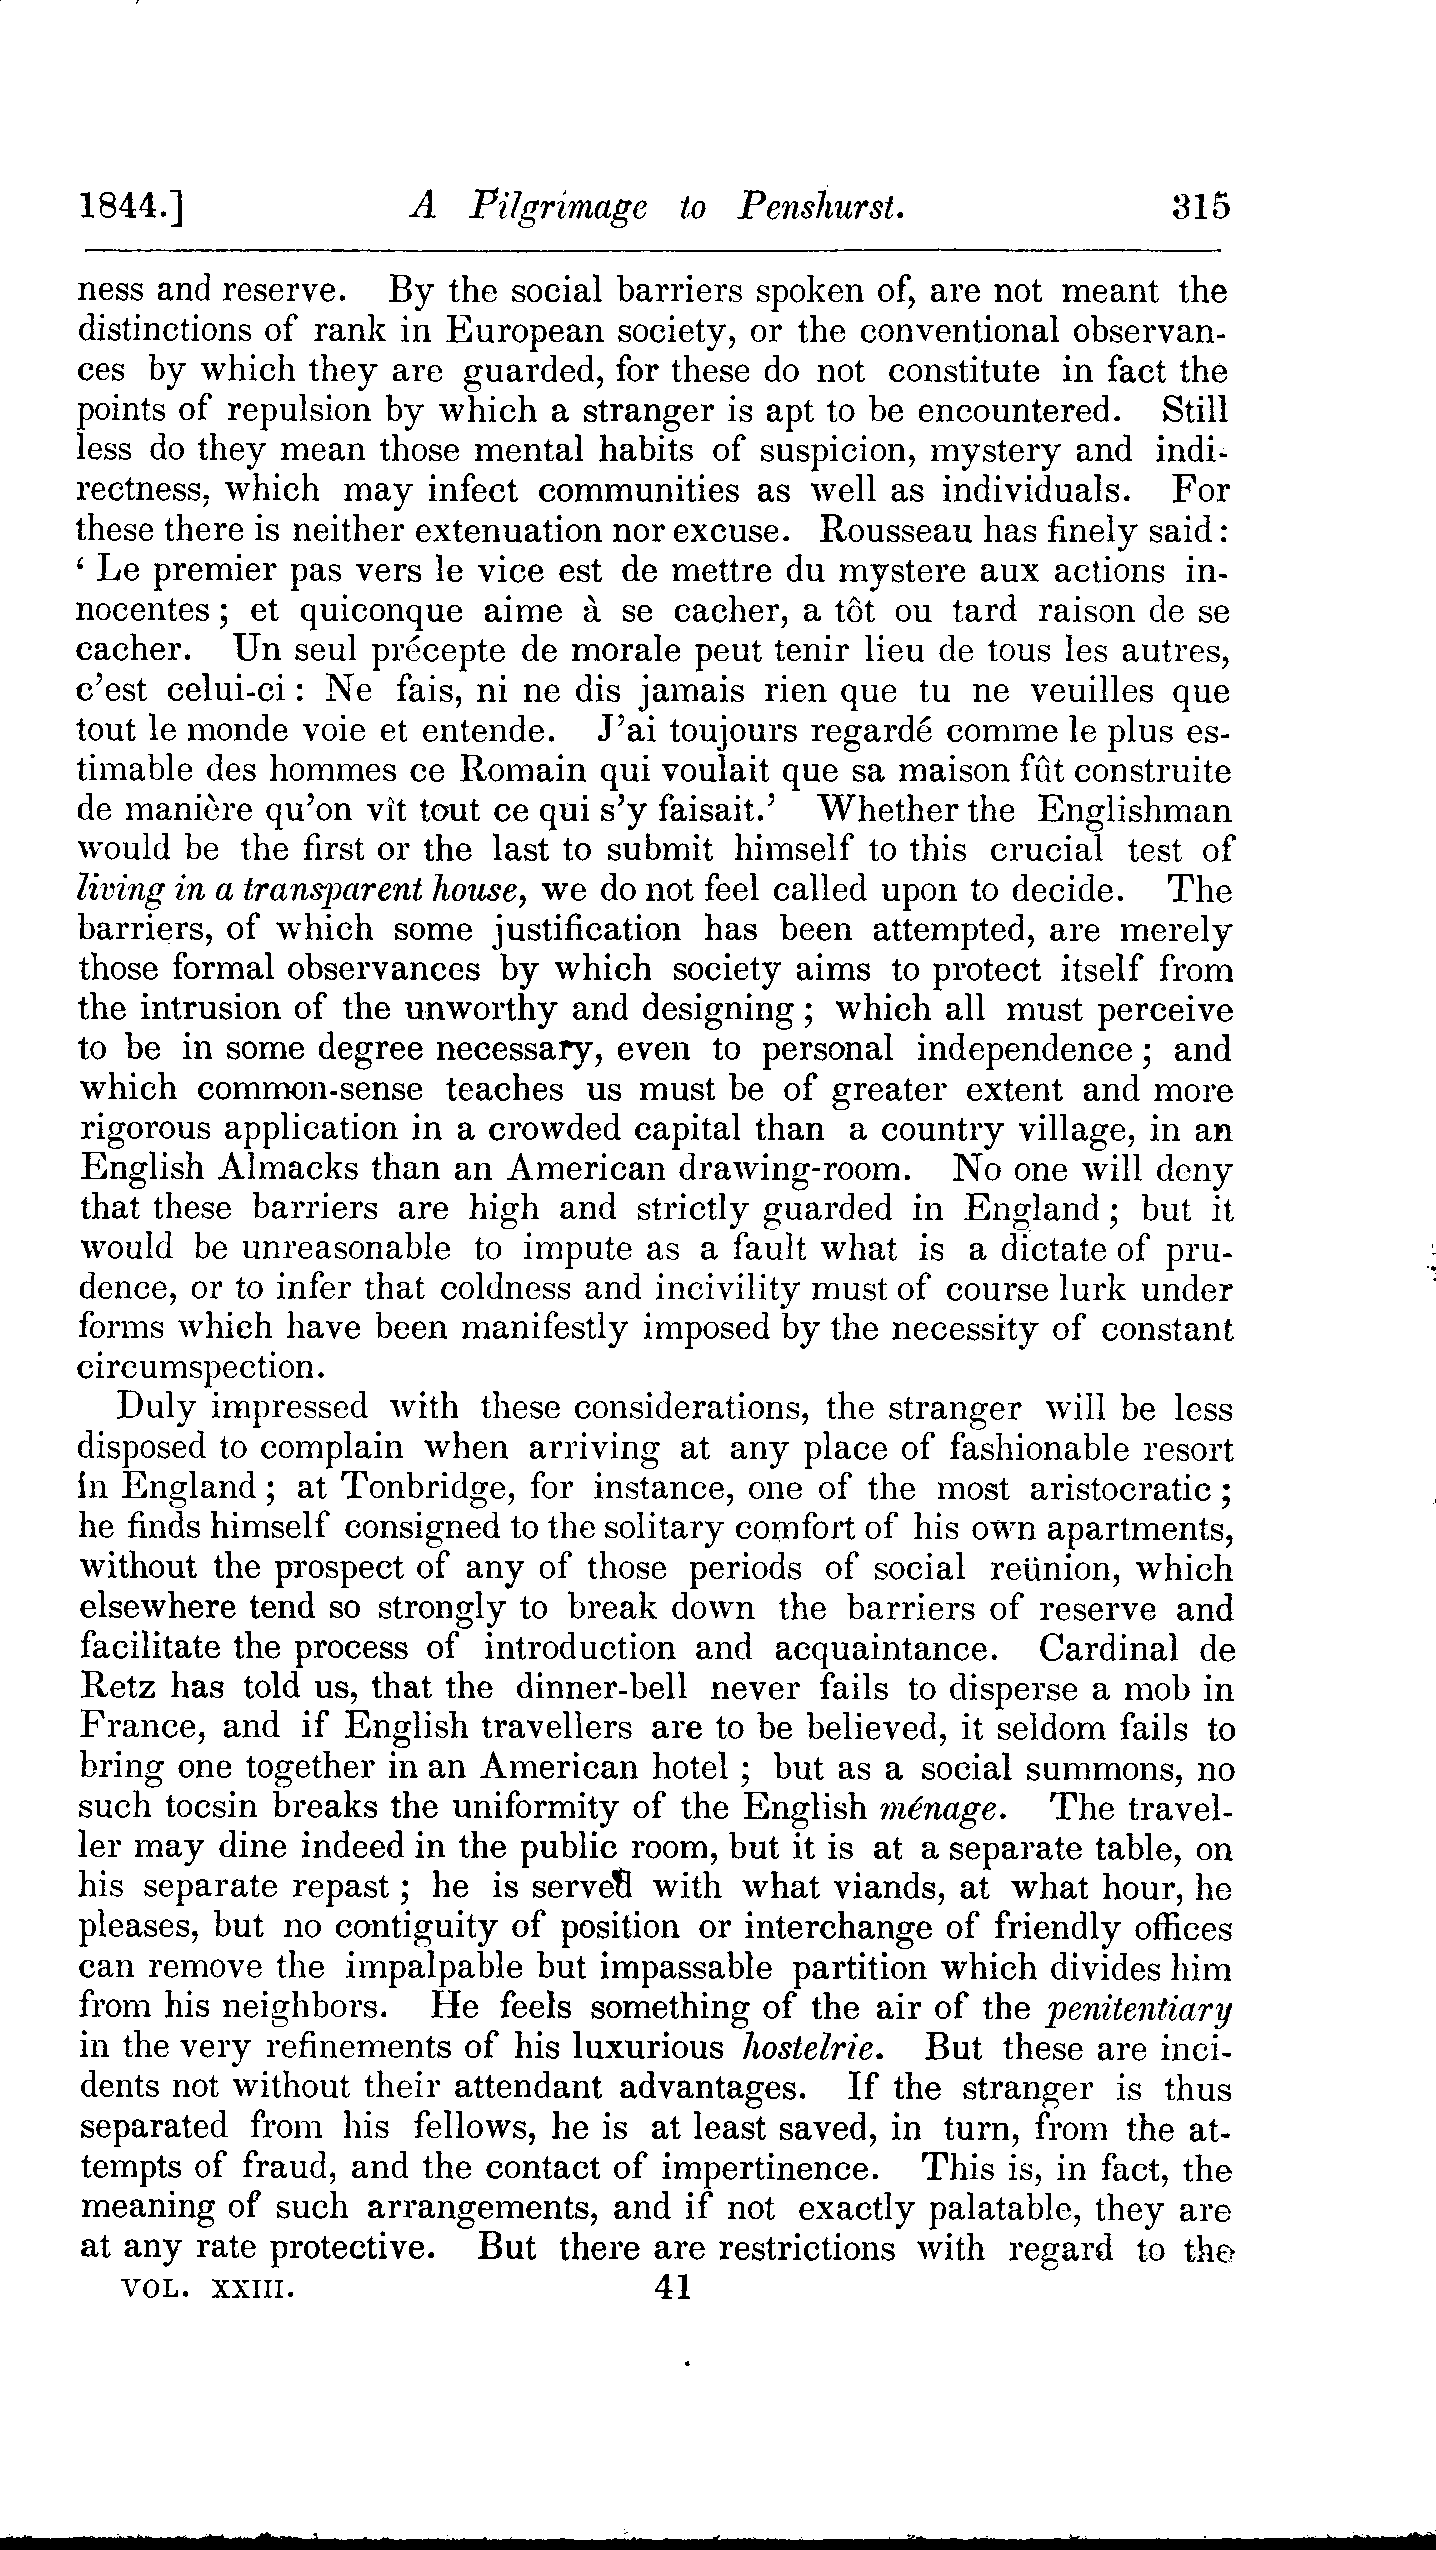 1844.] A Pilgrimage to Penshurst. 315
ness and reserve. By the social barriers spoken of, are not meant the
distinctions of rank in European society, or the conventional observan-
ces by which they are guarded, for these do not constitute in fact the
points of repulsion by which a stranger is apt to be encountered. Still
less do they mean those mental habits of suspicion, mystery and indi-
rectness, which may infect communities as well as individuals. For
these there is neither extenuation nor excuse. Rousseau has finely said:
‘ Le premier pas vers le vice est de mettre du mystere aux actions in-
nocentes; et quiconque aime à se cacher, a tôt ou tard raison de se
cacher. Un seul précepte de morale peut tenir lieu de tous les autres,
c’est celui-ci: Ne fais, ni ne dis jamais rien que tu ne veuilles que
tout le monde voie et entende. J’ai toujours regardé comme le plus es-
timable des hommes ce Romain qui voulait que sa maison fût construite
de manière qu’on vît tout ce qui s’y faisait.’ Whether the Englishman
would be the first or the last to submit himself to this crucial test of
living in a transparent house, we do not feel called upon to decide. The
barriers, of which some justification has been attempted, are merely
those formal observances by which society aims to protect itself from
the intrusion of the unworthy and designing; which all must perceive
to be in some degree necessary, even to personal independence; and
which common-sense teaches us must be of greater extent and more
rigorous application in a crowded capital than a country village, in an
English Almacks than an American drawing-room. No one will deny
that these barriers are high and strictly guarded in England; but it
would be unreasonable to impute as a fault what is a dictate of pru-
dence, or to infer that coldness and incivility must of course lurk under
forms which have been manifestly imposed by the necessity of constant
circumspection.
Duly impressed with these considerations, the stranger will be less
disposed to complain when arriving at any place of fashionable resort
in England; at Tonbridge, for instance, one of the most aristocratic;
he finds himself consigned to the solitary comfort of his own apartments,
without the prospect of any of those periods of social reünion, which
elsewhere tend so strongly to break down the barriers of reserve and
facilitate the process of introduction and acquaintance. Cardinal de
Retz has told us, that the dinner-bell never fails to disperse a mob in
France, and if English travellers are to be believed, it seldom fails to
bring one together in an American hotel; but as a social summons, no
such tocsin breaks the uniformity of the English ménage. The travel-
ler may dine indeed in the public room, but it is at a separate table, on
his separate repast; he is served with what viands, at what hour, he
pleases, but no contiguity of position or interchange of friendly offices
can remove the impalpable but impassable partition which divides him
from his neighbors. He feels something of the air of the penitentiary
in the very refinements of his luxurious hostelrie. But these are inci-
dents not without their attendant advantages. If the stranger is thus
separated from his fellows, he is at least saved, in turn, from the at-
tempts of fraud, and the contact of impertinence. This is, in fact, the
meaning of such arrangements, and if not exactly palatable, they are
at any rate protective. But there are restrictions with regard to the
VOL. XXIII. 41